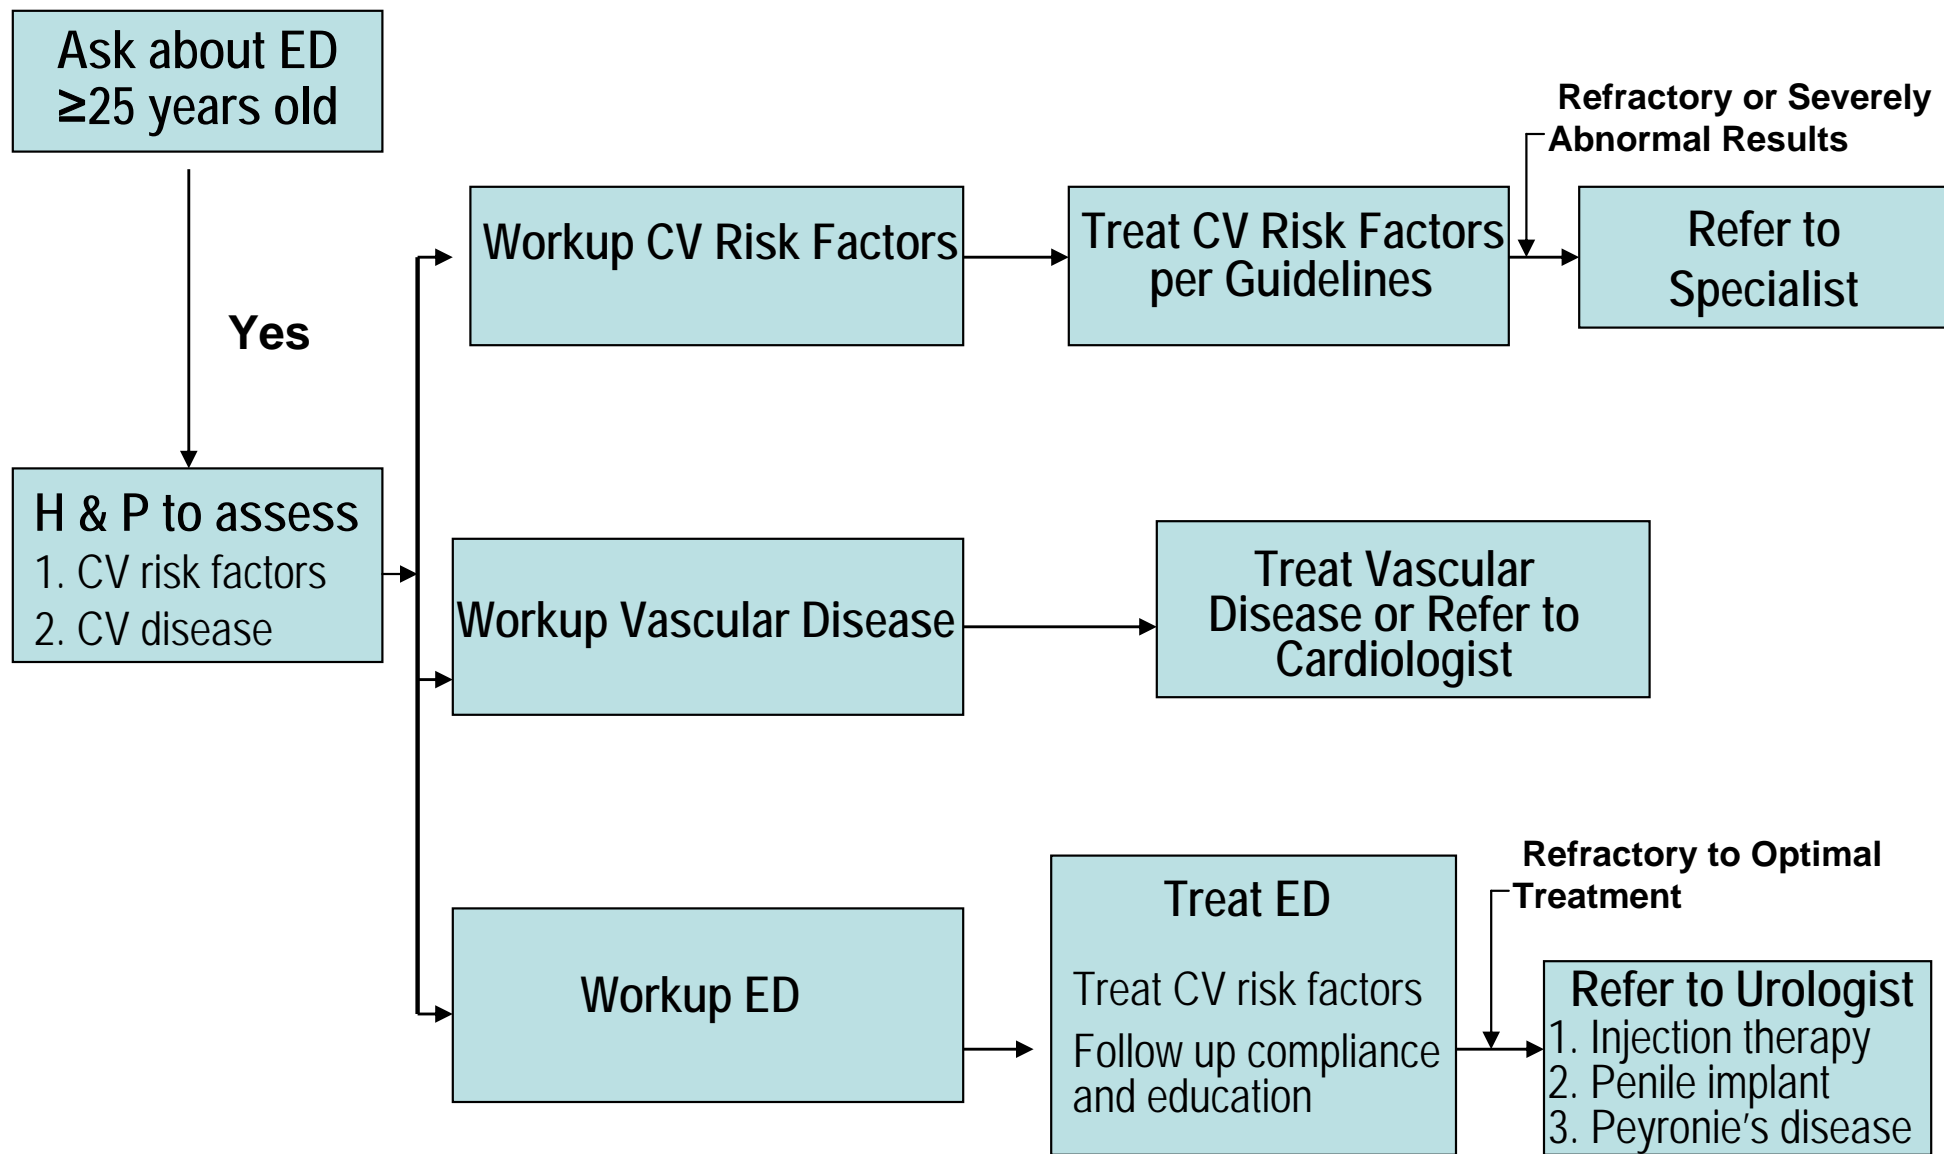 Ask about ED
≥25 years old
Yes
H & P to assess
1. CV risk factors
2. CV disease
Workup CV Risk Factors
Treat CV Risk Factors
per Guidelines
Refractory or Severely
Abnormal Results
Refer to
Specialist
Workup Vascular Disease
Treat Vascular
Disease or Refer to
Cardiologist
Workup ED
Treat ED
Treat CV risk factors
Follow up compliance
and education
Refractory to Optimal
Treatment
Refer to Urologist
1. Injection therapy
2. Penile implant
3. Peyronie's disease